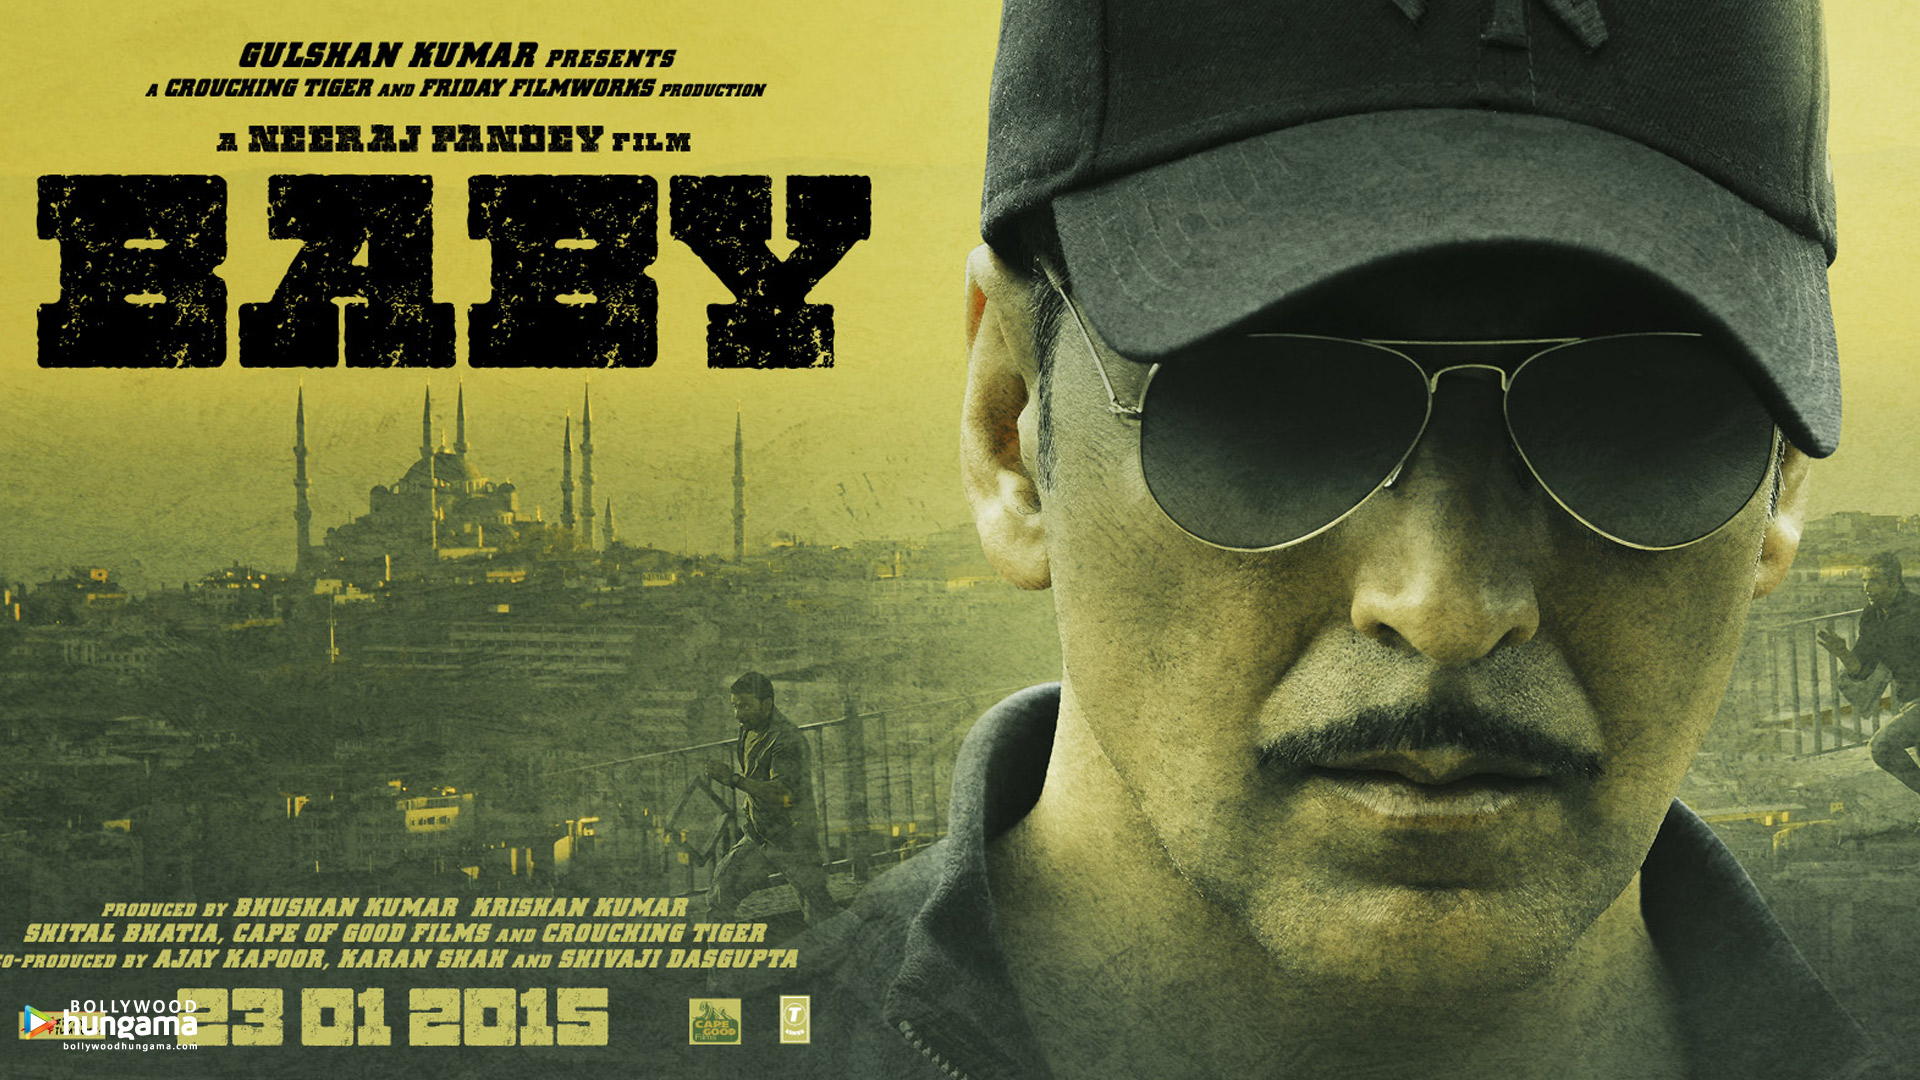 GULSHAN KUMAR PRESENTS
A CROUCHING TIGER AND FRIDAY FILMWORKS PRODUCTION
A NEERAJ PANDEY FILM
BABY
PRODUCED BY BHUSHAN KUMAR KRISHAN KUMAR
SHITAL BHATIA, CAPE OF GOOD FILMS AND CROUCHING TIGER
O-PRODUCED BY AJAY KAPOOR, KARAN SHAH AND SHIVAJI DASGUPTA
23 01 2015
BOLLYWOOD
hungama
bollywoodhungama.com
CAPE
GOOD
FILMS
T
SERIES